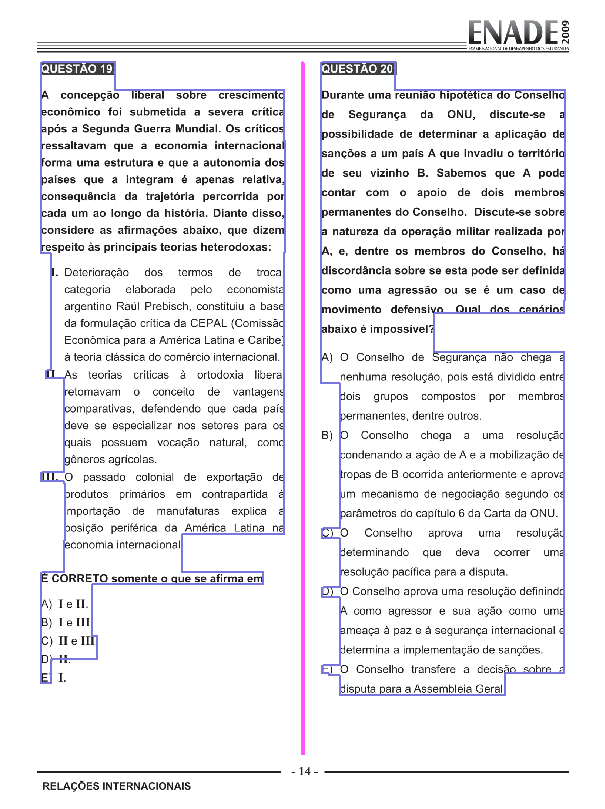 ENADE 2009
EXAME NACIONAL DE DESEMPENHO DOS ESTUDANTES
QUESTÃO 19
A concepção liberal sobre crescimento
econômico foi submetida a severa crítica
após a Segunda Guerra Mundial. Os críticos
ressaltavam que a economia internacional
forma uma estrutura e que a autonomia dos
países que a integram é apenas relativa,
consequência da trajetória percorrida por
cada um ao longo da história. Diante disso,
considere as afirmações abaixo, que dizem
respeito às principais teorias heterodoxas:
I. Deterioração dos termos de troca,
categoria elaborada pelo economista
argentino Raúl Prebisch, constituiu a base
da formulação crítica da CEPAL (Comissão
Econômica para a América Latina e Caribe)
à teoria clássica do comércio internacional.
II. As teorias críticas à ortodoxia liberal
retomavam o conceito de vantagens
comparativas, defendendo que cada país
deve se especializar nos setores para os
quais possuem vocação natural, como
gêneros agrícolas.
III. O passado colonial de exportação de
produtos primários em contrapartida à
importação de manufaturas explica a
posição periférica da América Latina na
economia internacional.
É CORRETO somente o que se afirma em
A) I e II.
B) I e III.
C) II e III.
D) II.
E) I.
QUESTÃO 20
Durante uma reunião hipotética do Conselho
de Segurança da ONU, discute-se a
possibilidade de determinar a aplicação de
sanções a um país A que invadiu o território
de seu vizinho B. Sabemos que A pode
contar com o apoio de dois membros
permanentes do Conselho. Discute-se sobre
a natureza da operação militar realizada por
A, e, dentre os membros do Conselho, há
discordância sobre se esta pode ser definida
como uma agressão ou se é um caso de
movimento defensivo. Qual dos cenários
abaixo é impossível?
A) O Conselho de Segurança não chega a
nenhuma resolução, pois está dividido entre
dois grupos compostos por membros
permanentes, dentre outros.
B) O Conselho chega a uma resolução
condenando a ação de A e a mobilização de
tropas de B ocorrida anteriormente e aprova
um mecanismo de negociação segundo os
parâmetros do capítulo 6 da Carta da ONU.
C) O Conselho aprova uma resolução
determinando que deva ocorrer uma
resolução pacífica para a disputa.
D) O Conselho aprova uma resolução definindo
A como agressor e sua ação como uma
ameaça à paz e à segurança internacional e
determina a implementação de sanções.
E) O Conselho transfere a decisão sobre a
disputa para a Assembleia Geral.
- 14 -
RELAÇÕES INTERNACIONAIS